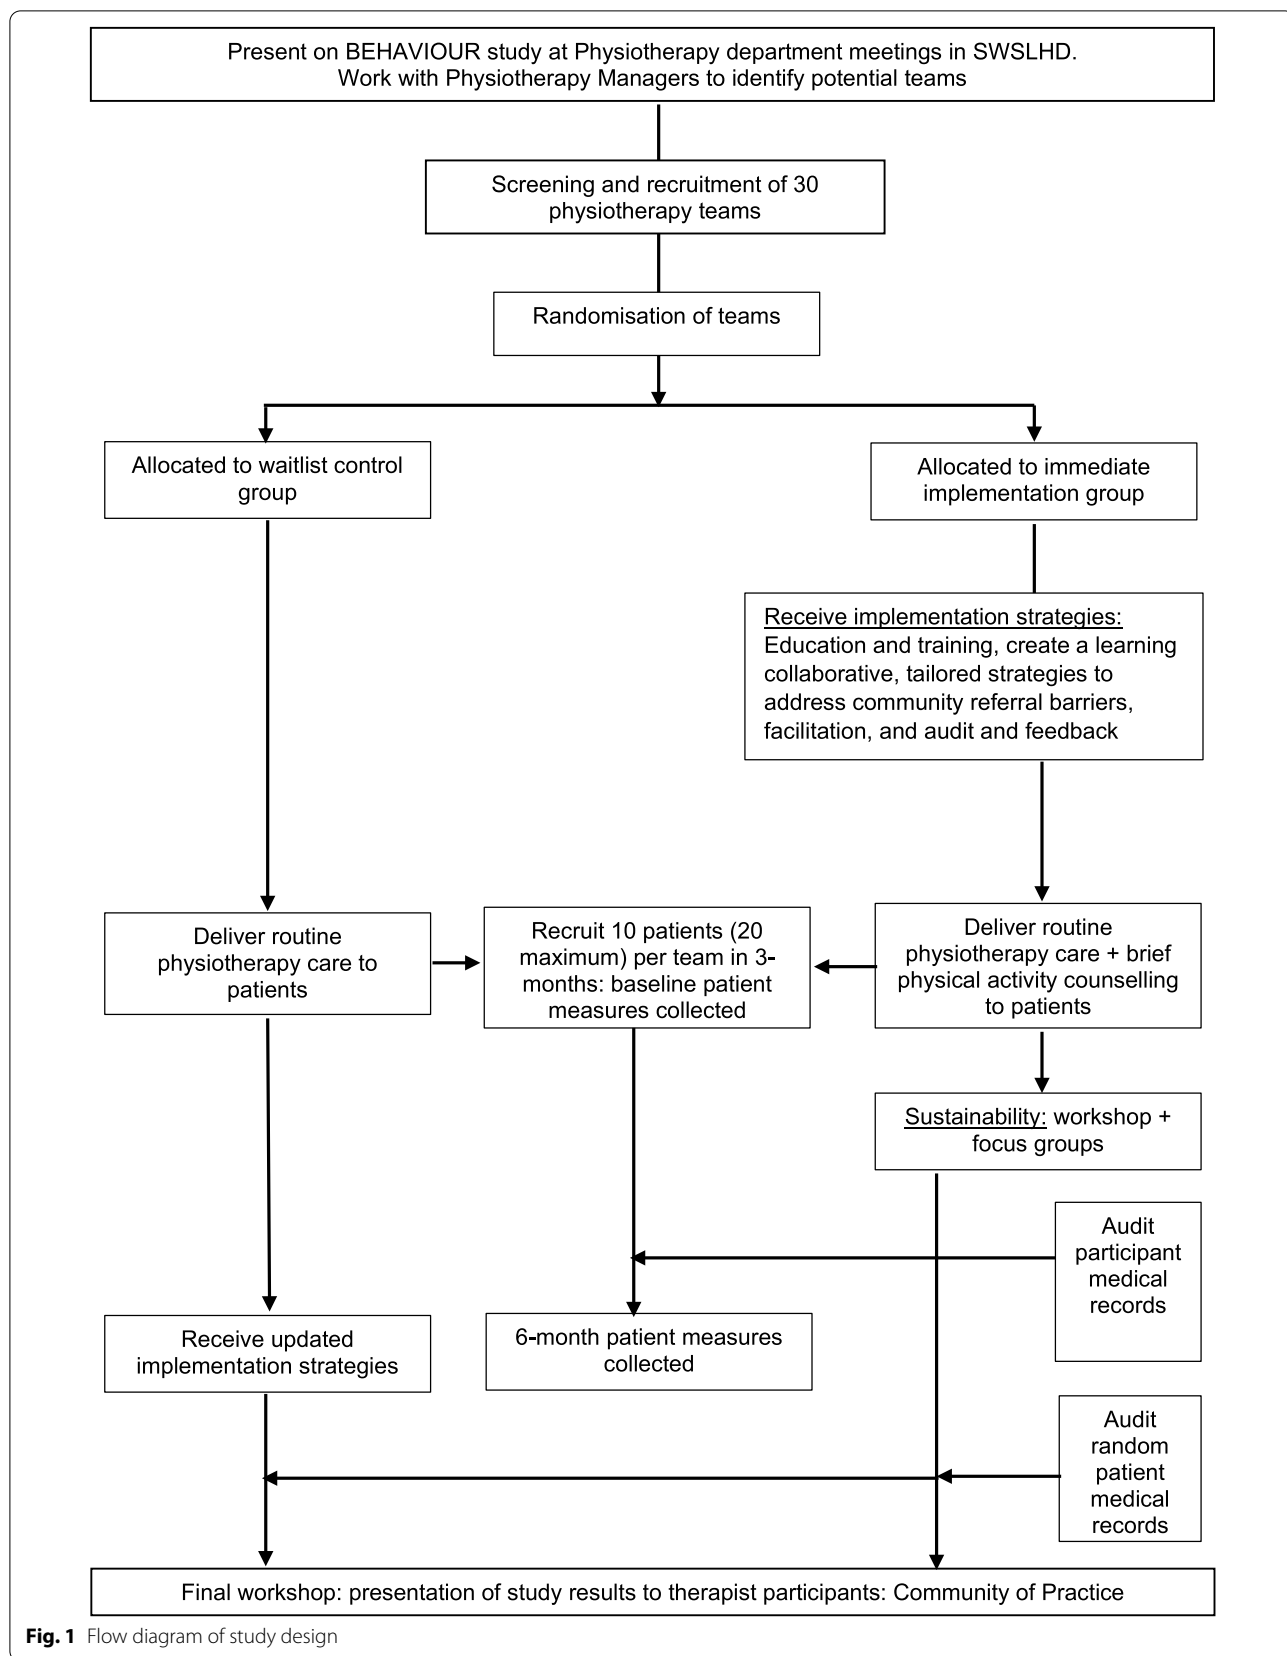 Present on BEHAVIOUR study at Physiotherapy department meetings in SWSLHD.
Work with Physiotherapy Managers to identify potential teams
Screening and recruitment of 30
physiotherapy teams
Randomisation of teams
Allocated to waitlist control
group
Allocated to immediate
implementation group
Receive implementation strategies:
Education and training, create a learning
collaborative, tailored strategies to
address community referral barriers,
facilitation, and audit and feedback
Deliver routine
physiotherapy care to
patients
Recruit 10 patients (20
maximum) per team in 3-
months: baseline patient
measures collected
Deliver routine
physiotherapy care + brief
physical activity counselling
to patients
Sustainability: workshop +
focus groups
Audit
participant
medical
records
Receive updated
implementation strategies
6-month patient measures
collected
Audit
random
patient
medical
records
Final workshop: presentation of study results to therapist participants: Community of Practice
Fig. 1 Flow diagram of study design